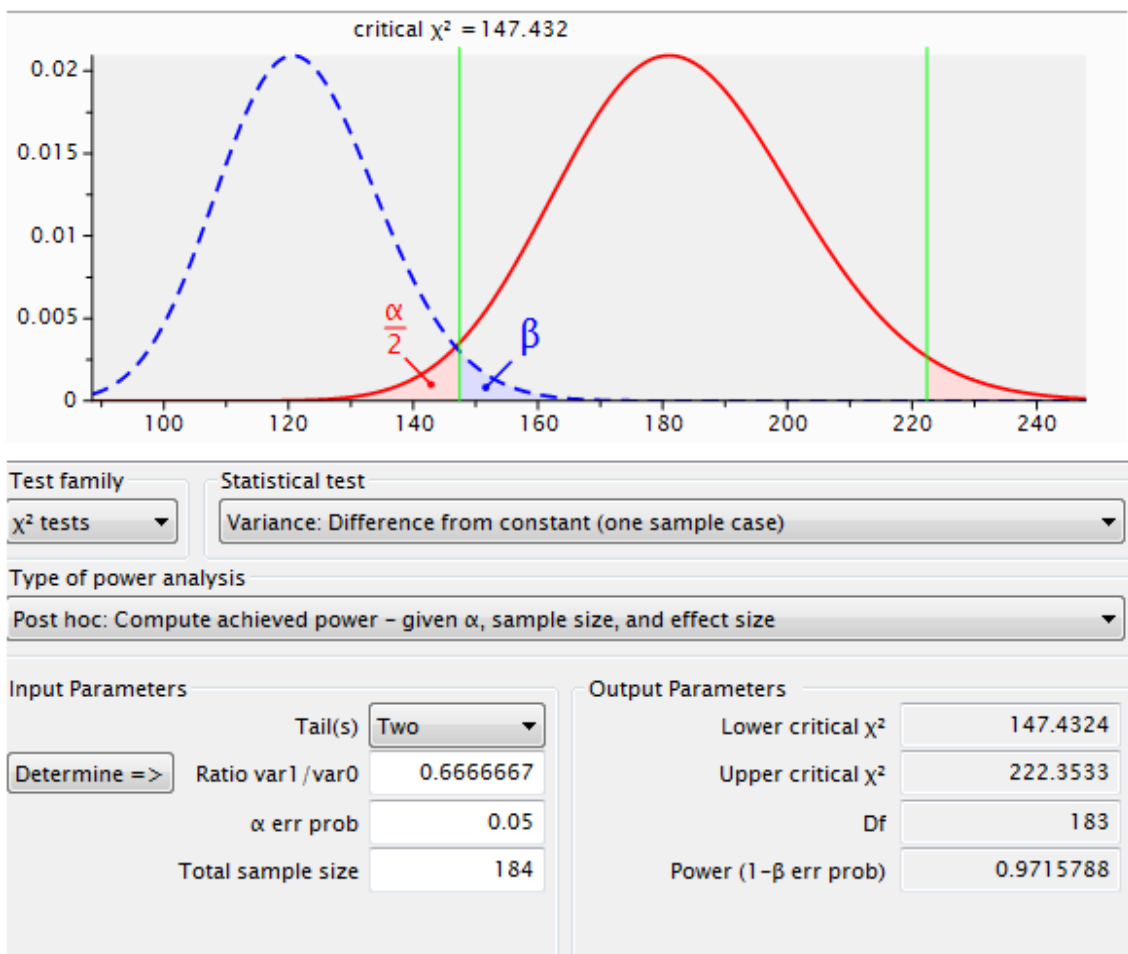 critical χ² = 147.432
0.02
0.015
0.01
0.005
0
α
2
β
100 120 140 160 180 200 220 240
Test family
Statistical test
χ² tests
Variance: Difference from constant (one sample case)
Type of power analysis
Post hoc: Compute achieved power – given α, sample size, and effect size
Input Parameters
Tail(s) Two
Determine => Ratio var1/var0 0.6666667
α err prob 0.05
Total sample size 184
Output Parameters
Lower critical χ² 147.4324
Upper critical χ² 222.3533
Df 183
Power (1-β err prob) 0.9715788